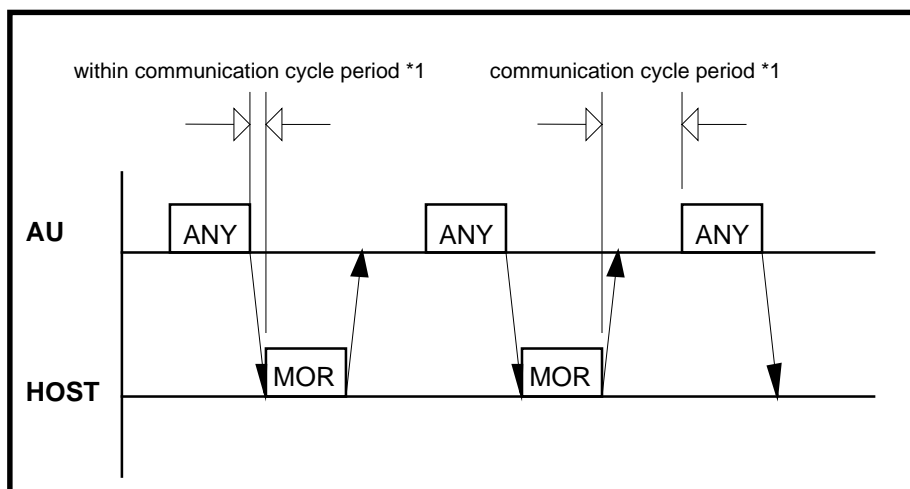 within communication cycle period *1
communication cycle period *1
AU
ANY
ANY
ANY
HOST
MOR
MOR